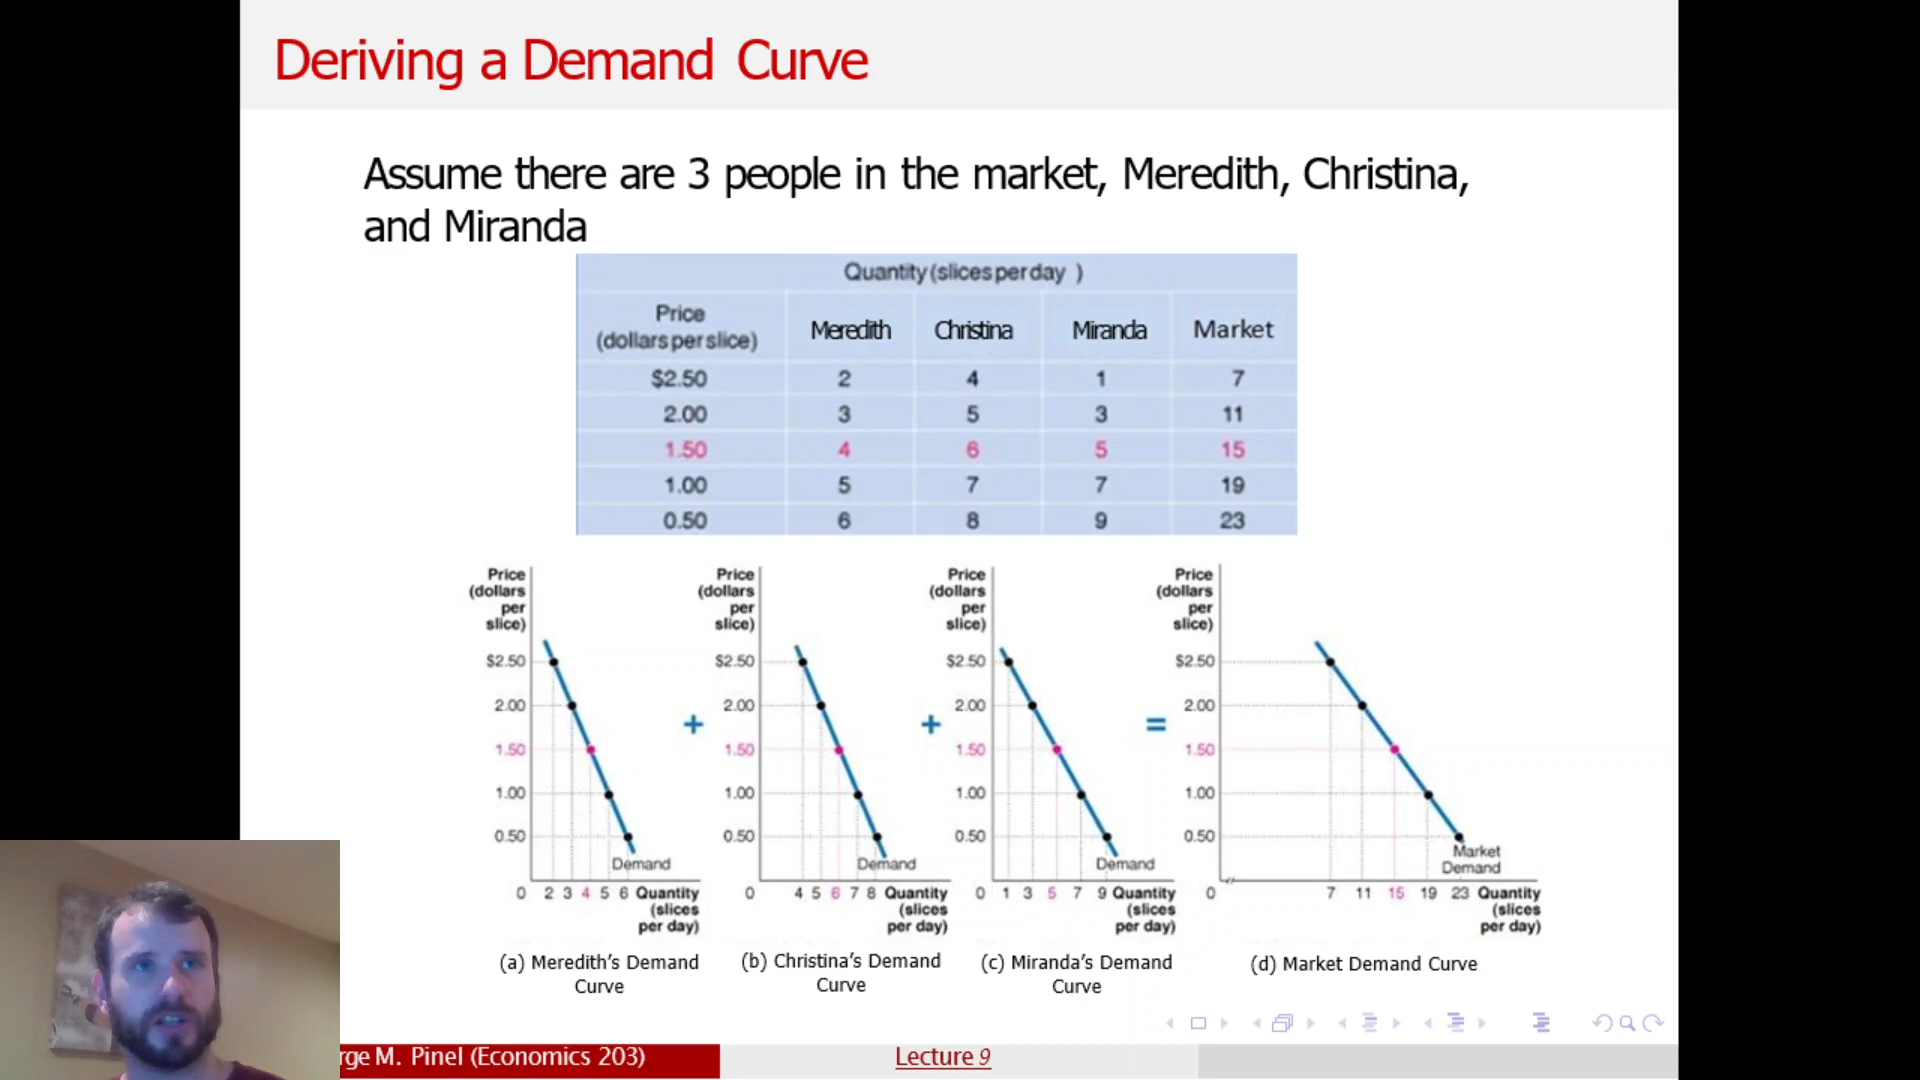 Deriving a Demand Curve
Assume there are 3 people in the market, Meredith, Christina,
and Miranda
Quantity (slices per day )
Price
(dollars per slice)
Meredith Christina Miranda Market
$2.50 2 4 1 7
2.00 3 5 3 11
1.50 4 6 5 15
1.00 5 7 7 19
0.50 6 8 9 23
Price
(dollars
per
slice)
$2.50
2.00
1.50
1.00
0.50
Demand
0 2 3 4 5 6 Quantity
(slices
per day)
(a) Meredith's Demand
Curve
+
Price
(dollars
per
slice)
$2.50
2.00
1.50
1.00
0.50
Demand
0 4 5 6 7 8 Quantity
(slices
per day)
(b) Christina's Demand
Curve
+
Price
(dollars
per
slice)
$2.50
2.00
1.50
1.00
0.50
Demand
0 1 3 5 7 9 Quantity
(slices
per day)
(c) Miranda's Demand
Curve
=
Price
(dollars
per
slice)
$2.50
2.00
1.50
1.00
0.50
Market
Demand
0 7 11 15 19 23 Quantity
(slices
per day)
(d) Market Demand Curve
rge M. Pinel (Economics 203)
Lecture 9